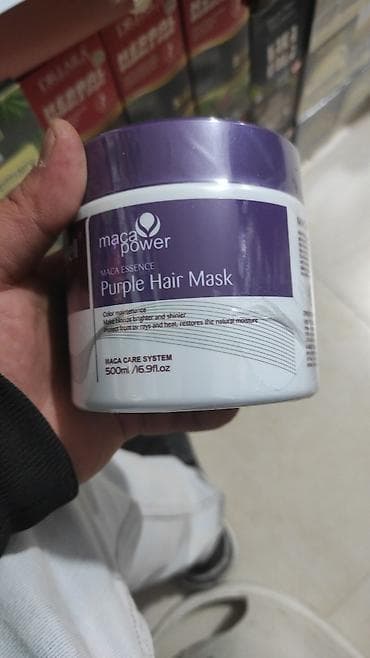 maca
power
MACA ESSENCE
Purple Hair Mask
Color maintenance
Make blondes brighter and shinier
Protect from uv rays and heat, restores the natural moisture
MACA CARE SYSTEM
500ml /16.9fl.oz